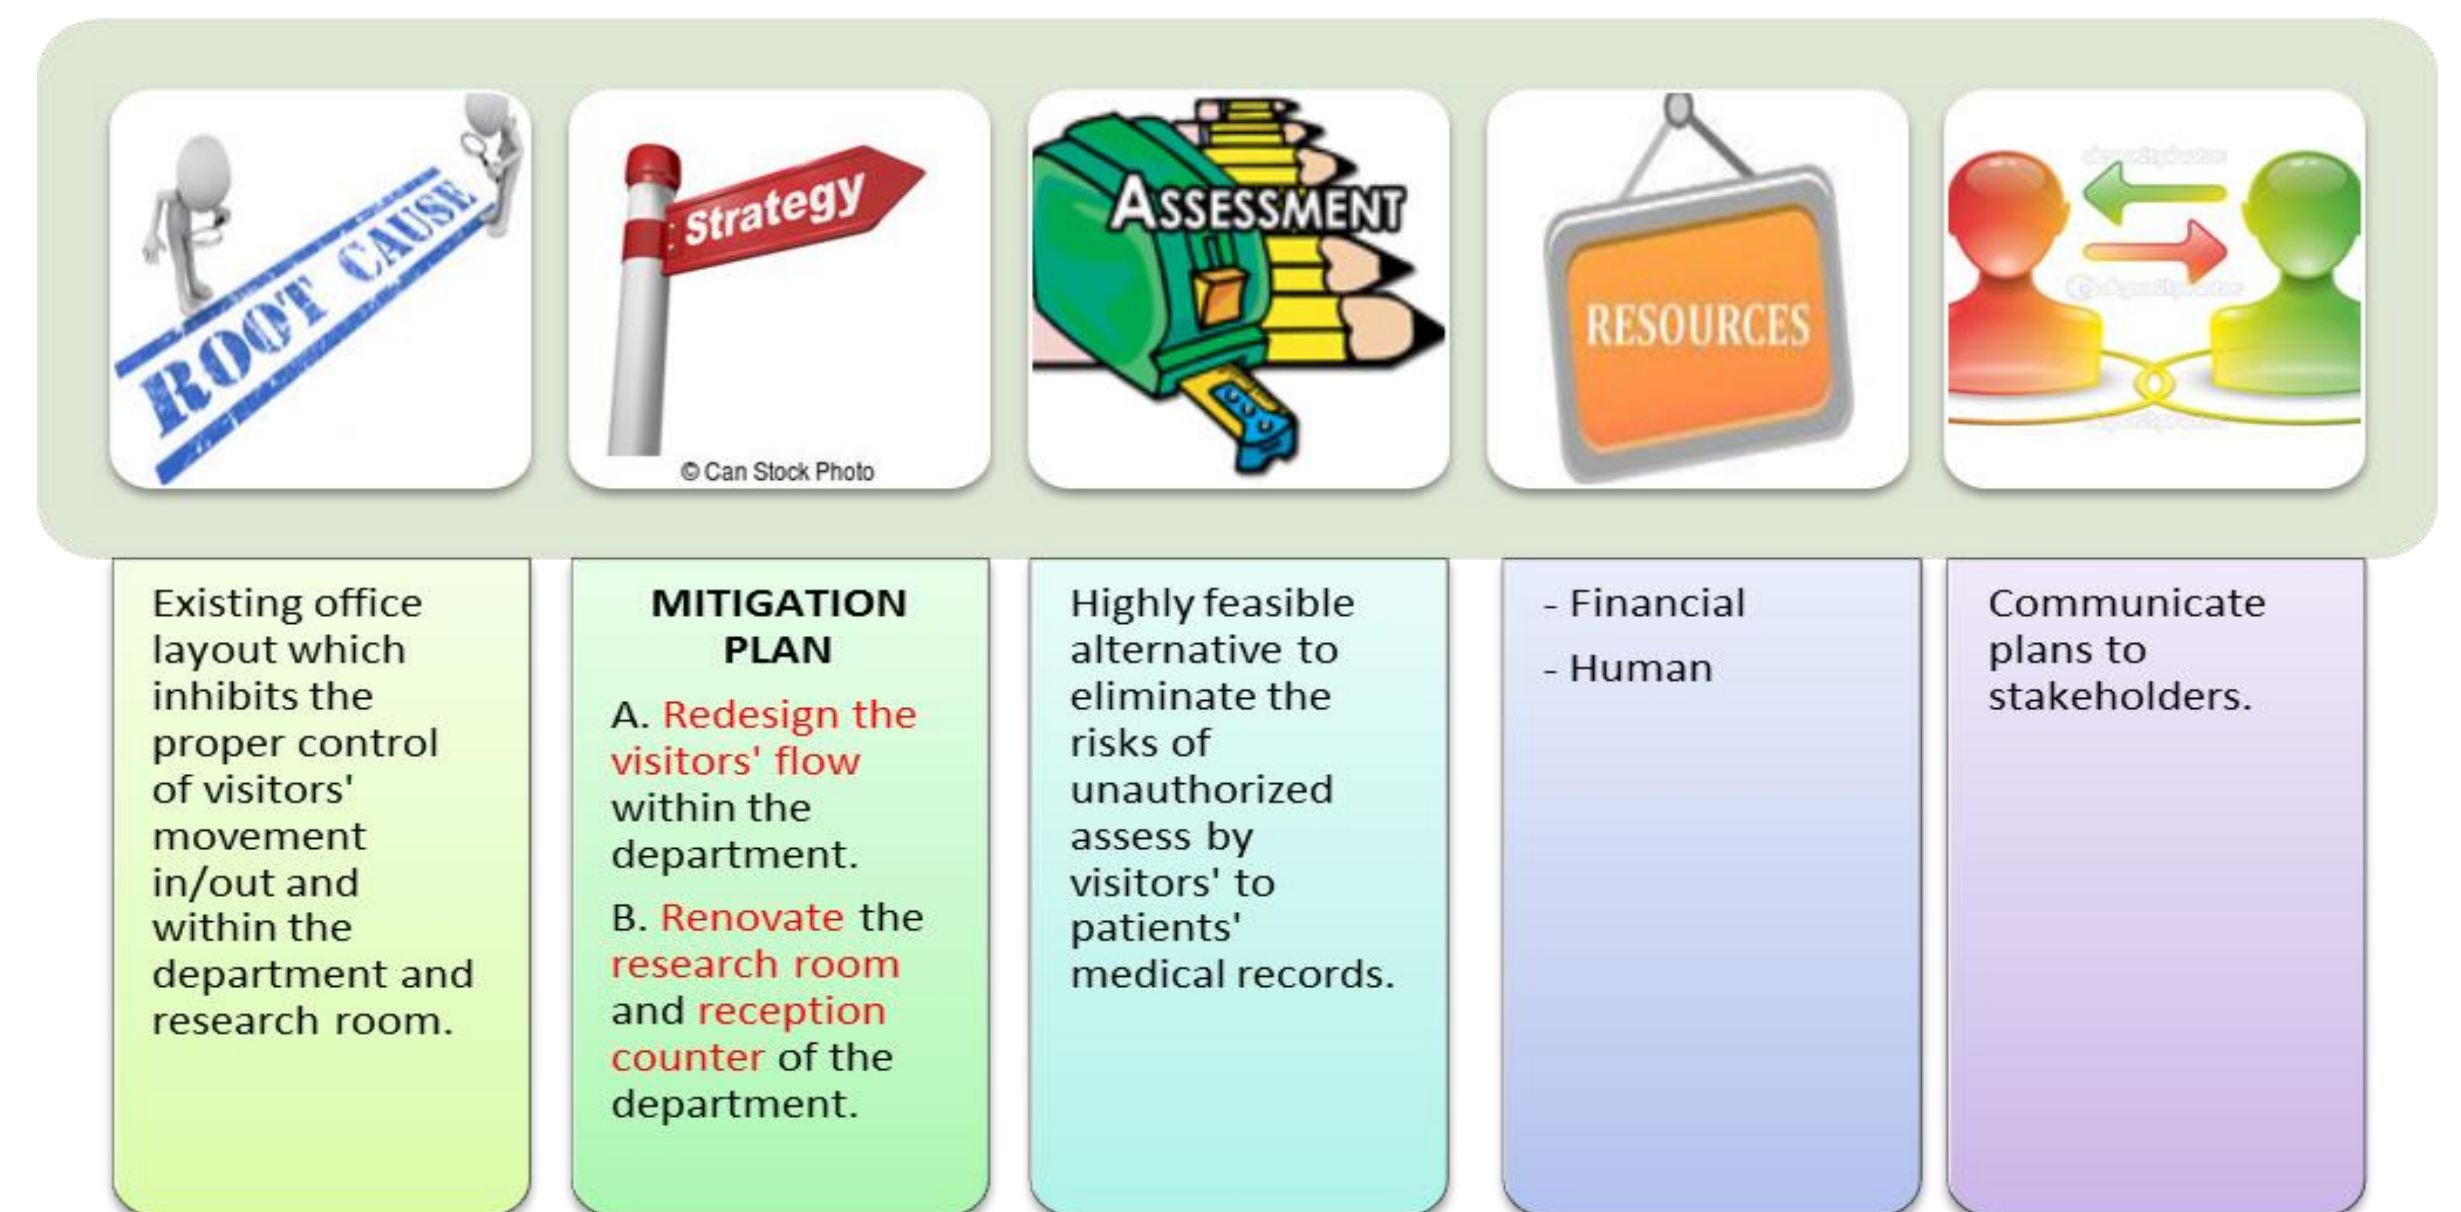 ROOT CAUSE
Strategy
© Can Stock Photo
ASSESSMENT
RESOURCES
depositphotos
depositphotos
depositphotos
Existing office
layout which
inhibits the
proper control
of visitors'
movement
in/out and
within the
department and
research room.
MITIGATION
PLAN
A. Redesign the
visitors' flow
within the
department.
B. Renovate the
research room
and reception
counter of the
department.
Highly feasible
alternative to
eliminate the
risks of
unauthorized
assess by
visitors' to
patients'
medical records.
- Financial
- Human
Communicate
plans to
stakeholders.